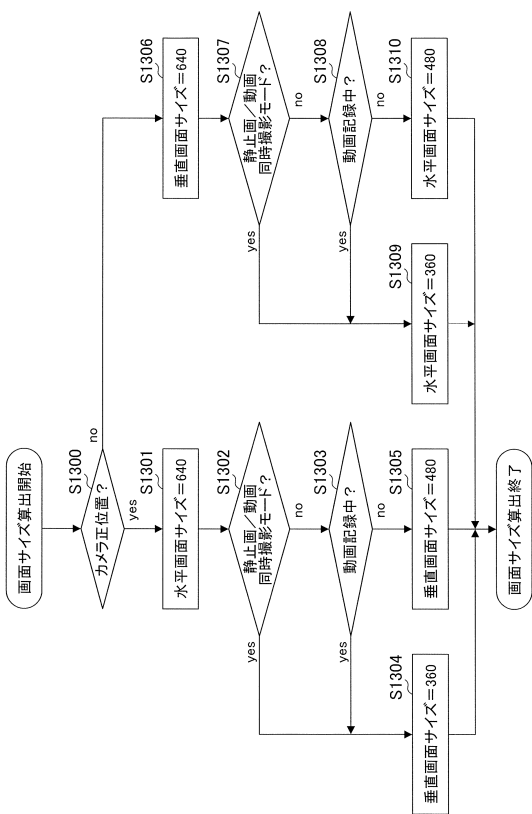 画面サイズ算出開始
S1300
カメラ正位置?
no
yes
S1301
水平画面サイズ=640
S1302
静止画/動画
同時撮影モード?
yes
no
S1303
動画記録中?
yes
no
S1304
垂直画面サイズ=360
S1305
垂直画面サイズ=480
S1306
垂直画面サイズ=640
S1307
静止画/動画
同時撮影モード?
yes
no
S1308
動画記録中?
yes
no
S1309
水平画面サイズ=360
S1310
水平画面サイズ=480
画面サイズ算出終了